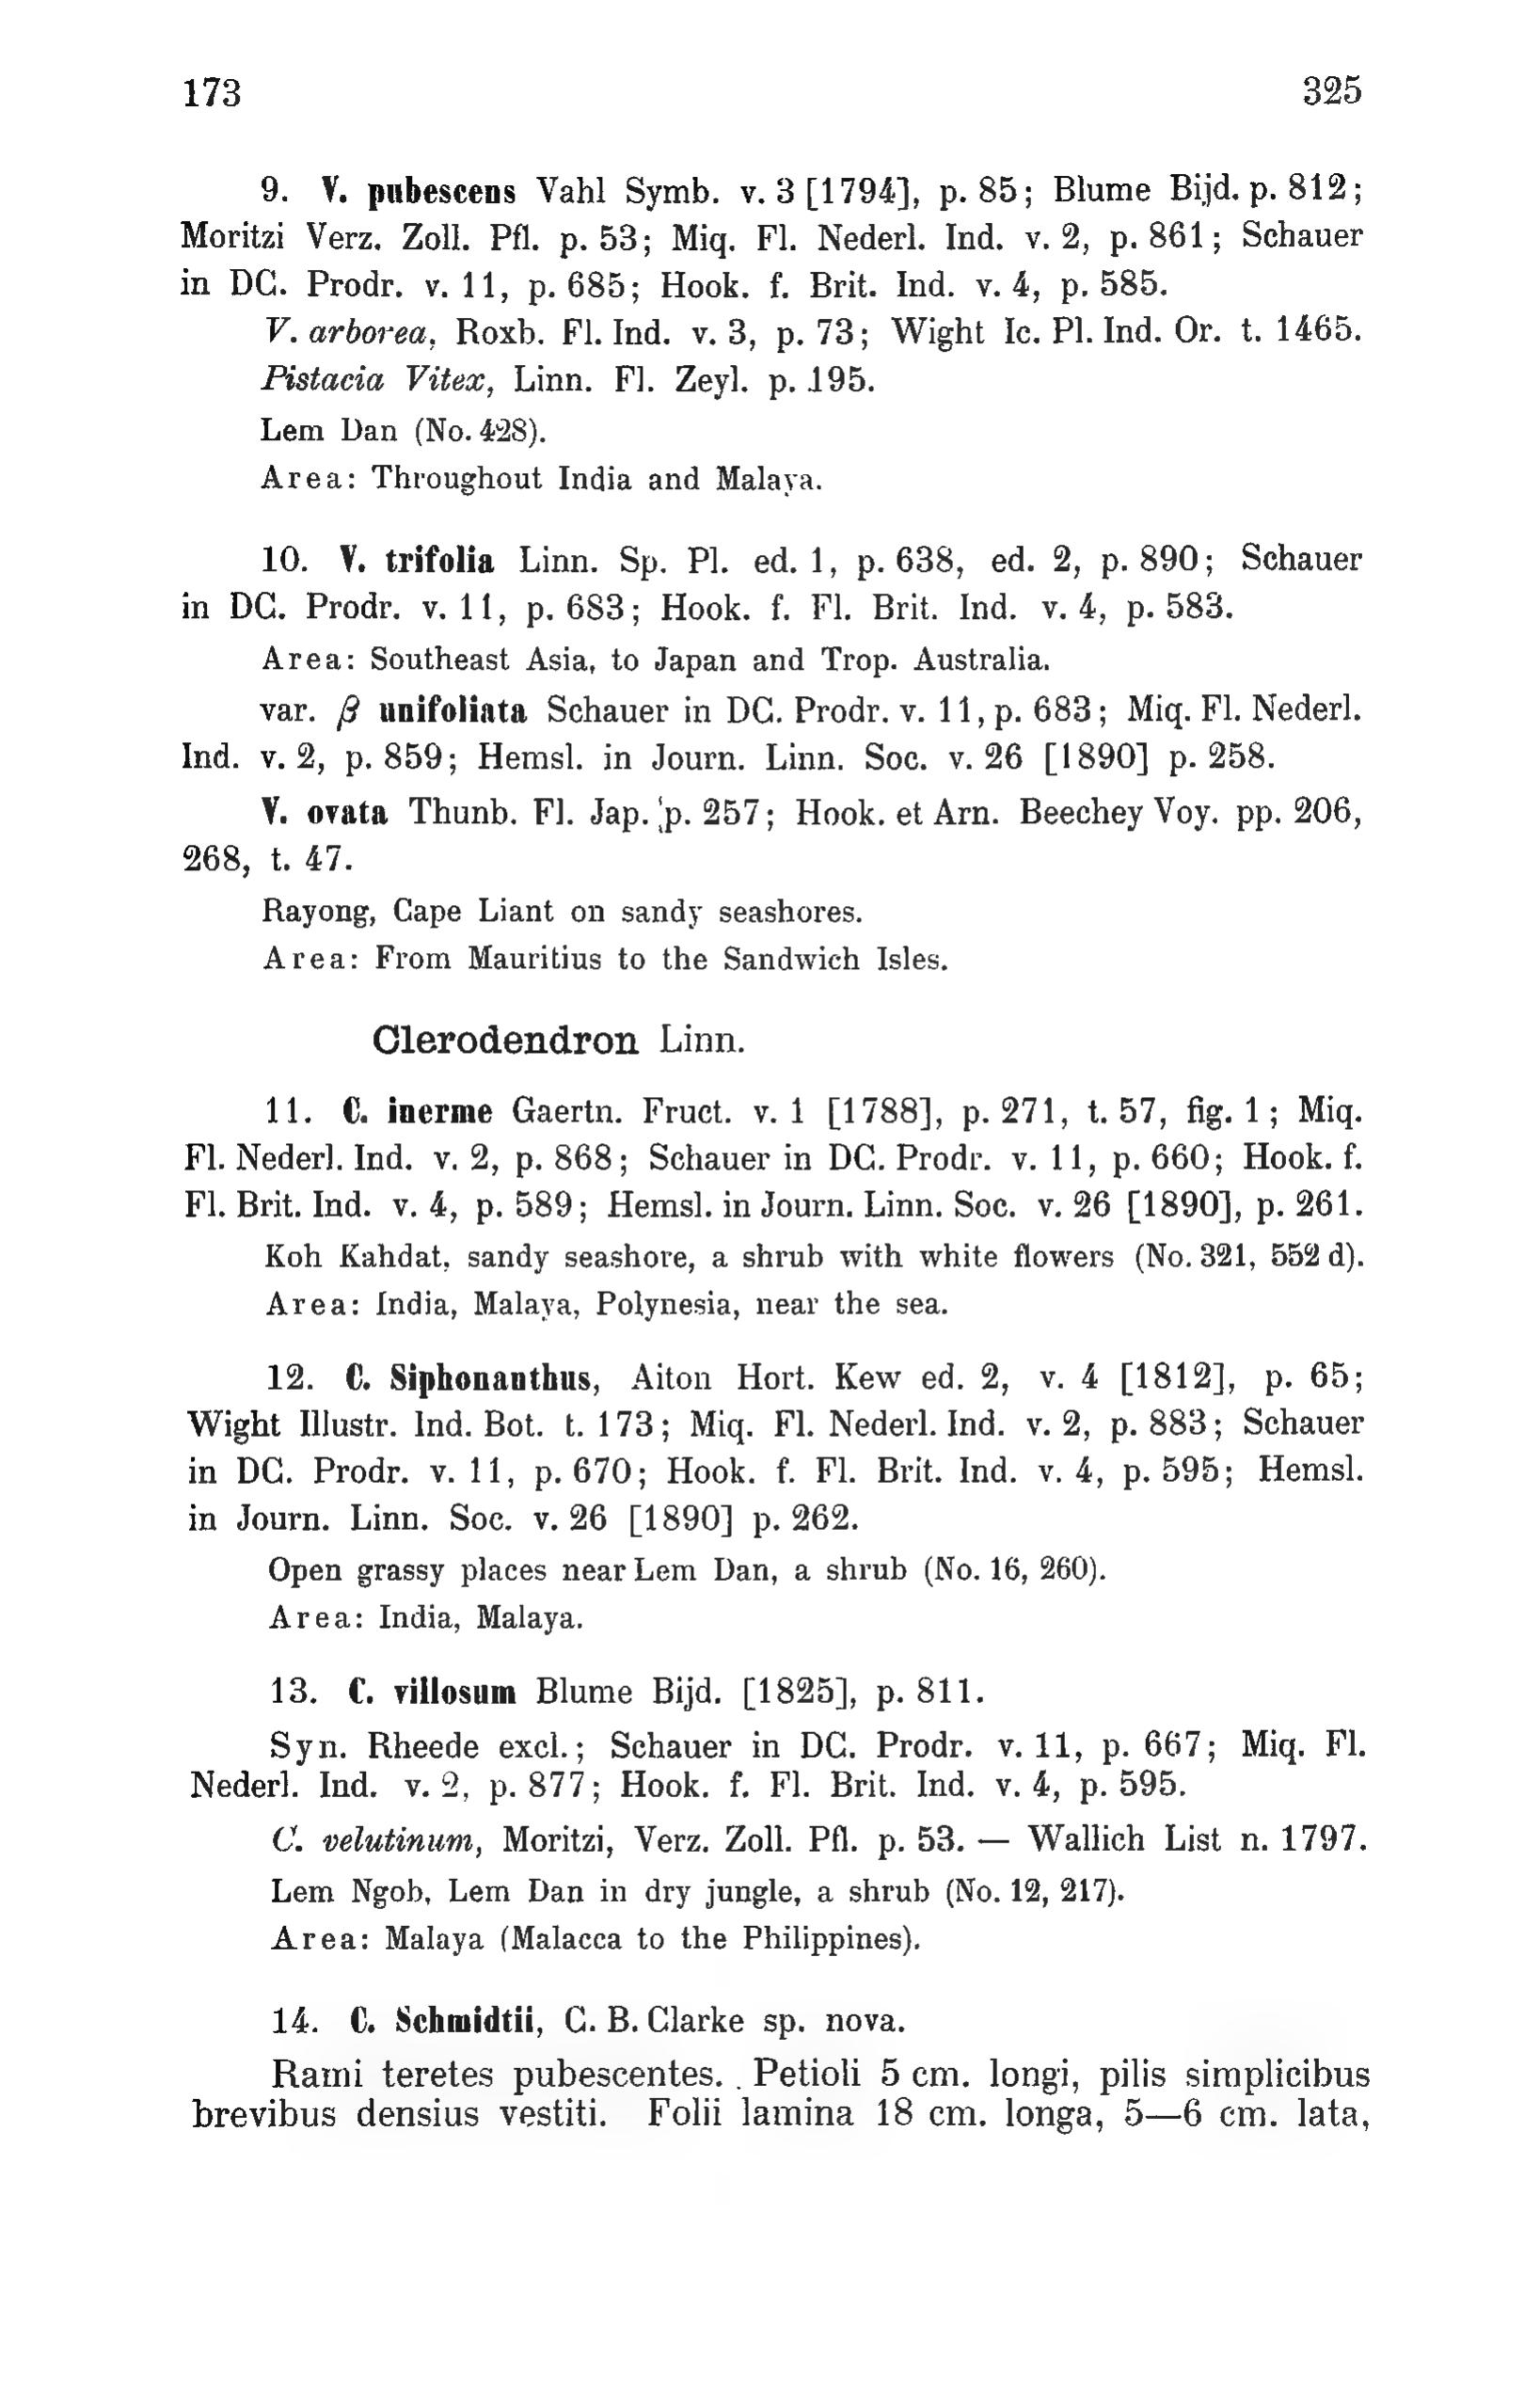 173 325
9. V. pubescens Vahl Symb. v. 3 [1794], p. 85; Blume Bijd. p. 812;
Moritzi Verz. Zoll. Pfl. p. 53; Miq. Fl. Nederl. Ind. v. 2, p. 861; Schauer
in DC. Prodr. v. 11, p. 685; Hook. f. Brit. Ind. v. 4, p. 585.
V. arborea, Roxb. Fl. Ind. v. 3, p. 73; Wight Ic. Pl. Ind. Or. t. 1465.
Pistacia Vitex, Linn. Fl. Zeyl. p. 195.
Lem Dan (No. 428).
Area: Throughout India and Malaya.
10. V. trifolia Linn. Sp. Pl. ed. 1, p. 638, ed. 2, p. 890; Schauer
in DC. Prodr. v. 11, p. 683; Hook. f. Fl. Brit. Ind. v. 4, p. 583.
Area: Southeast Asia, to Japan and Trop. Australia.
var. β unifoliata Schauer in DC. Prodr. v. 11, p. 683; Miq. Fl. Nederl.
Ind. v. 2, p. 859; Hemsl. in Journ. Linn. Soc. v. 26 [1890] p. 258.
V. ovata Thunb. Fl. Jap. p. 257; Hook. et Arn. Beechey Voy. pp. 206,
268, t. 47.
Rayong, Cape Liant on sandy seashores.
Area: From Mauritius to the Sandwich Isles.
Clerodendron Linn.
11. C. inerme Gaertn. Fruct. v. 1 [1788], p. 271, t. 57, fig. 1; Miq.
Fl. Nederl. Ind. v. 2, p. 868; Schauer in DC. Prodr. v. 11, p. 660; Hook. f.
Fl. Brit. Ind. v. 4, p. 589; Hemsl. in Journ. Linn. Soc. v. 26 [1890], p. 261.
Koh Kahdat, sandy seashore, a shrub with white flowers (No. 321, 552 d).
Area: India, Malaya, Polynesia, near the sea.
12. C. Siphonanthus, Aiton Hort. Kew ed. 2, v. 4 [1812], p. 65;
Wight Illustr. Ind. Bot. t. 173; Miq. Fl. Nederl. Ind. v. 2, p. 883; Schauer
in DC. Prodr. v. 11, p. 670; Hook. f. Fl. Brit. Ind. v. 4, p. 595; Hemsl.
in Journ. Linn. Soc. v. 26 [1890] p. 262.
Open grassy places near Lem Dan, a shrub (No. 16, 260).
Area: India, Malaya.
13. C. villosum Blume Bijd. [1825], p. 811.
Syn. Rheede excl.; Schauer in DC. Prodr. v. 11, p. 667; Miq. Fl.
Nederl. Ind. v. 2, p. 877; Hook. f. Fl. Brit. Ind. v. 4, p. 595.
C. velutinum, Moritzi, Verz. Zoll. Pfl. p. 53. — Wallich List n. 1797.
Lem Ngob, Lem Dan in dry jungle, a shrub (No. 12, 217).
Area: Malaya (Malacca to the Philippines).
14. C. Schmidtii, C. B. Clarke sp. nova.
Rami teretes pubescentes. Petioli 5 cm. longi, pilis simplicibus
brevibus densius vestiti. Folii lamina 18 cm. longa, 5—6 cm. lata,